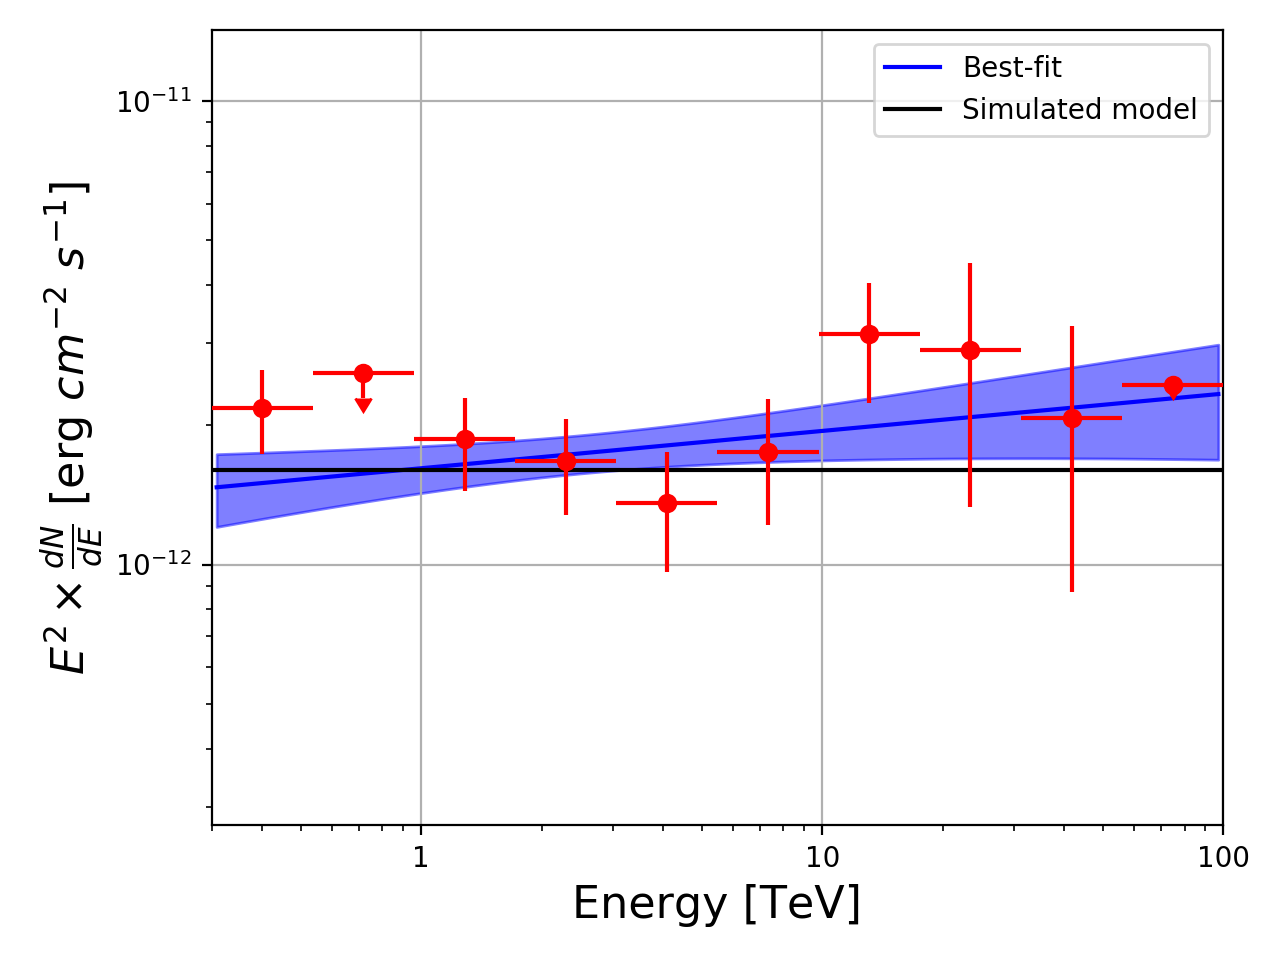 Best-fit
Simulated model
10⁻¹¹
10⁻¹²
E² × dN/dE [erg cm⁻² s⁻¹]
1
10
100
Energy [TeV]